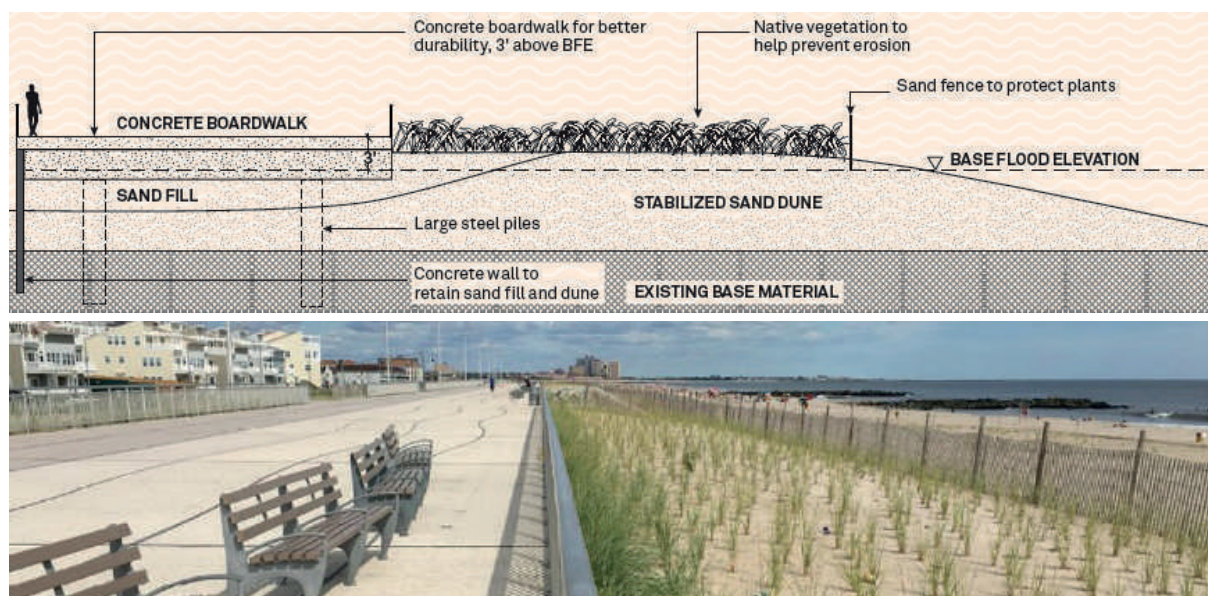 Concrete boardwalk for better
durability, 3' above BFE
Native vegetation to
help prevent erosion
Sand fence to protect plants
CONCRETE BOARDWALK
3'
BASE FLOOD ELEVATION
SAND FILL
STABILIZED SAND DUNE
Large steel piles
Concrete wall to
retain sand fill and dune
EXISTING BASE MATERIAL